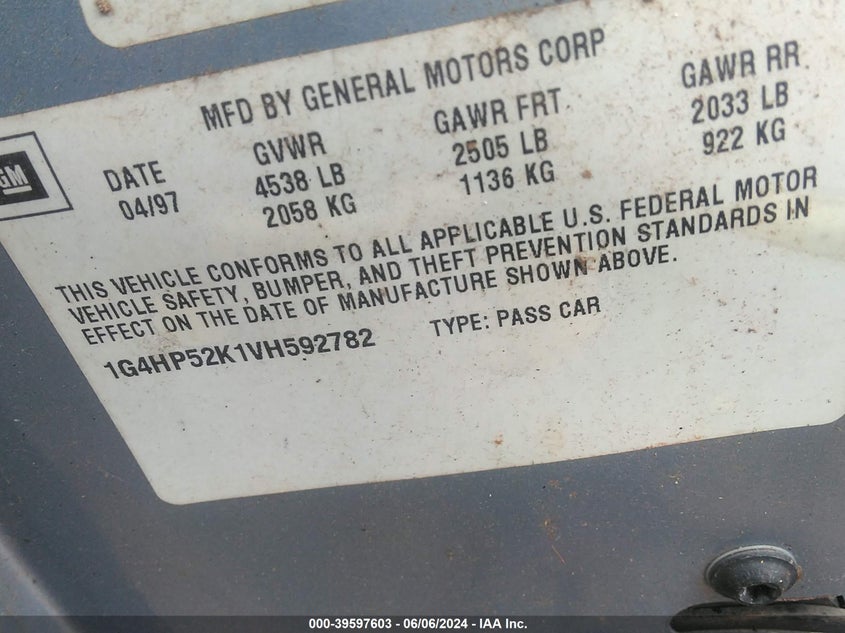 MFD BY GENERAL MOTORS CORP
GM
DATE GVWR GAWR FRT GAWR RR
04/97 4538 LB 2505 LB 2033 LB
2058 KG 1136 KG 922 KG
THIS VEHICLE CONFORMS TO ALL APPLICABLE U.S. FEDERAL MOTOR
VEHICLE SAFETY, BUMPER, AND THEFT PREVENTION STANDARDS IN
EFFECT ON THE DATE OF MANUFACTURE SHOWN ABOVE.
1G4HP52K1VH592782 TYPE: PASS CAR
000-39597603 - 06/06/2024 - IAA Inc.